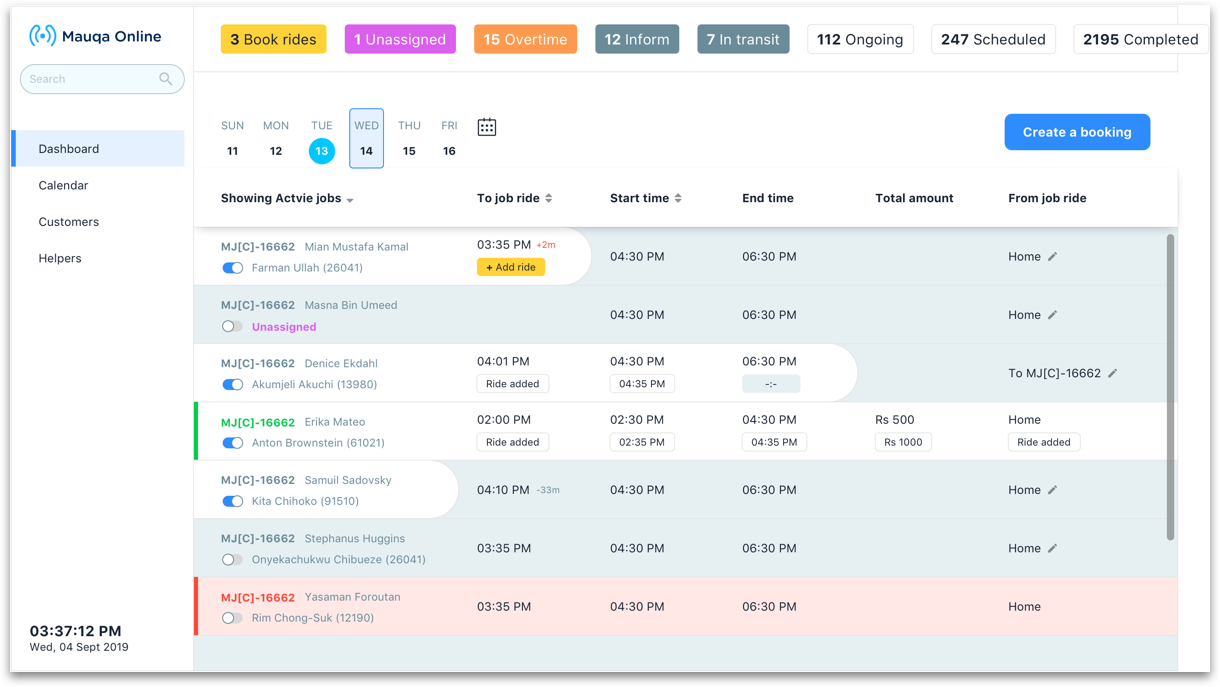 Mauqa Online
Search
Dashboard
Calendar
Customers
Helpers
03:37:12 PM
Wed, 04 Sept 2019
3 Book rides
1 Unassigned
15 Overtime
12 Inform
7 In transit
112 Ongoing
247 Scheduled
2195 Completed
SUN MON TUE WED THU FRI
11 12 13 14 15 16
Create a booking
Showing Actvie jobs To job ride Start time End time Total amount From job ride
MJ[C]-16662 Mian Mustafa Kamal 03:35 PM +2m 04:30 PM 06:30 PM Home
Farman Ullah (26041) + Add ride
MJ[C]-16662 Masna Bin Umeed 04:30 PM 06:30 PM Home
Unassigned
MJ[C]-16662 Denice Ekdahl 04:01 PM 04:30 PM 06:30 PM To MJ[C]-16662
Akumjeli Akuchi (13980) Ride added 04:35 PM -:-
MJ[C]-16662 Erika Mateo 02:00 PM 02:30 PM 04:30 PM Rs 500 Home
Anton Brownstein (61021) Ride added 02:35 PM 04:35 PM Rs 1000 Ride added
MJ[C]-16662 Samuil Sadovsky 04:10 PM -33m 04:30 PM 06:30 PM Home
Kita Chihoko (91510)
MJ[C]-16662 Stephanus Huggins 03:35 PM 04:30 PM 06:30 PM Home
Onyekachukwu Chibueze (26041)
MJ[C]-16662 Yasaman Foroutan 03:35 PM 04:30 PM 06:30 PM Home
Rim Chong-Suk (12190)